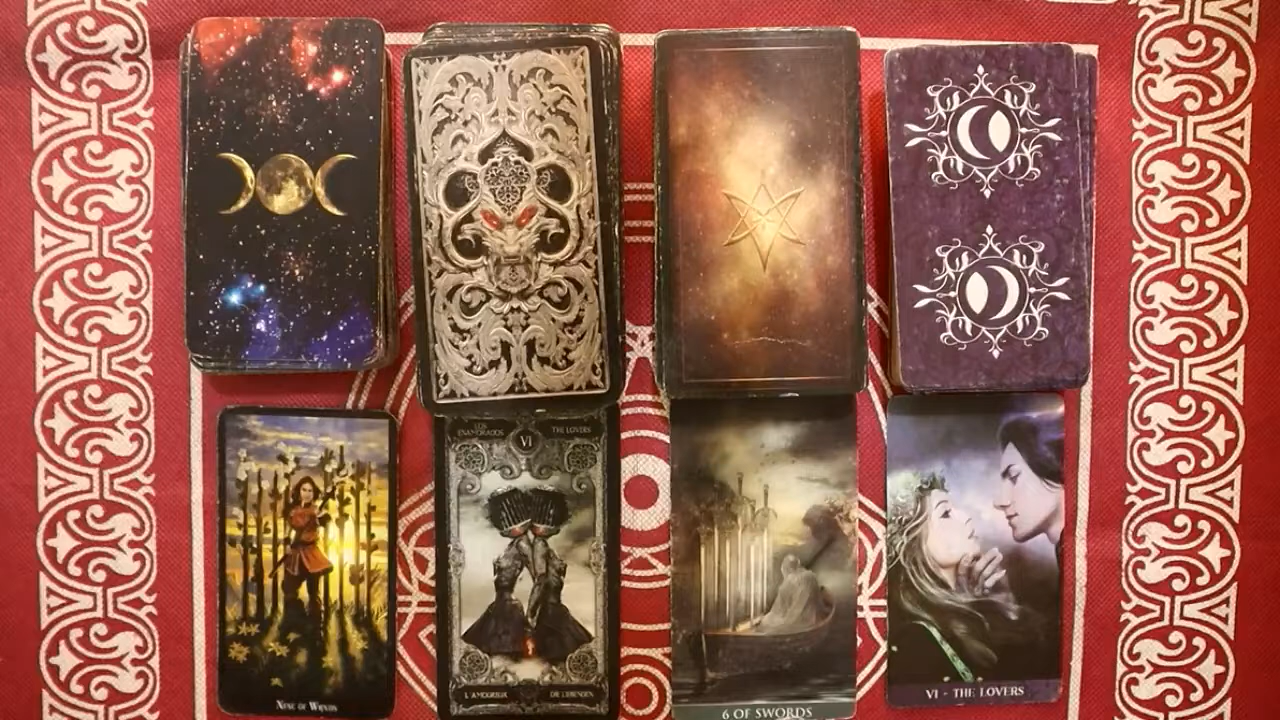 LOS
ENAMORADOS
VI
THE LOVERS
L'AMOUREUX
DIE LIEBENDEN
NINE OF WANDS
6 OF SWORDS
VI - THE LOVERS